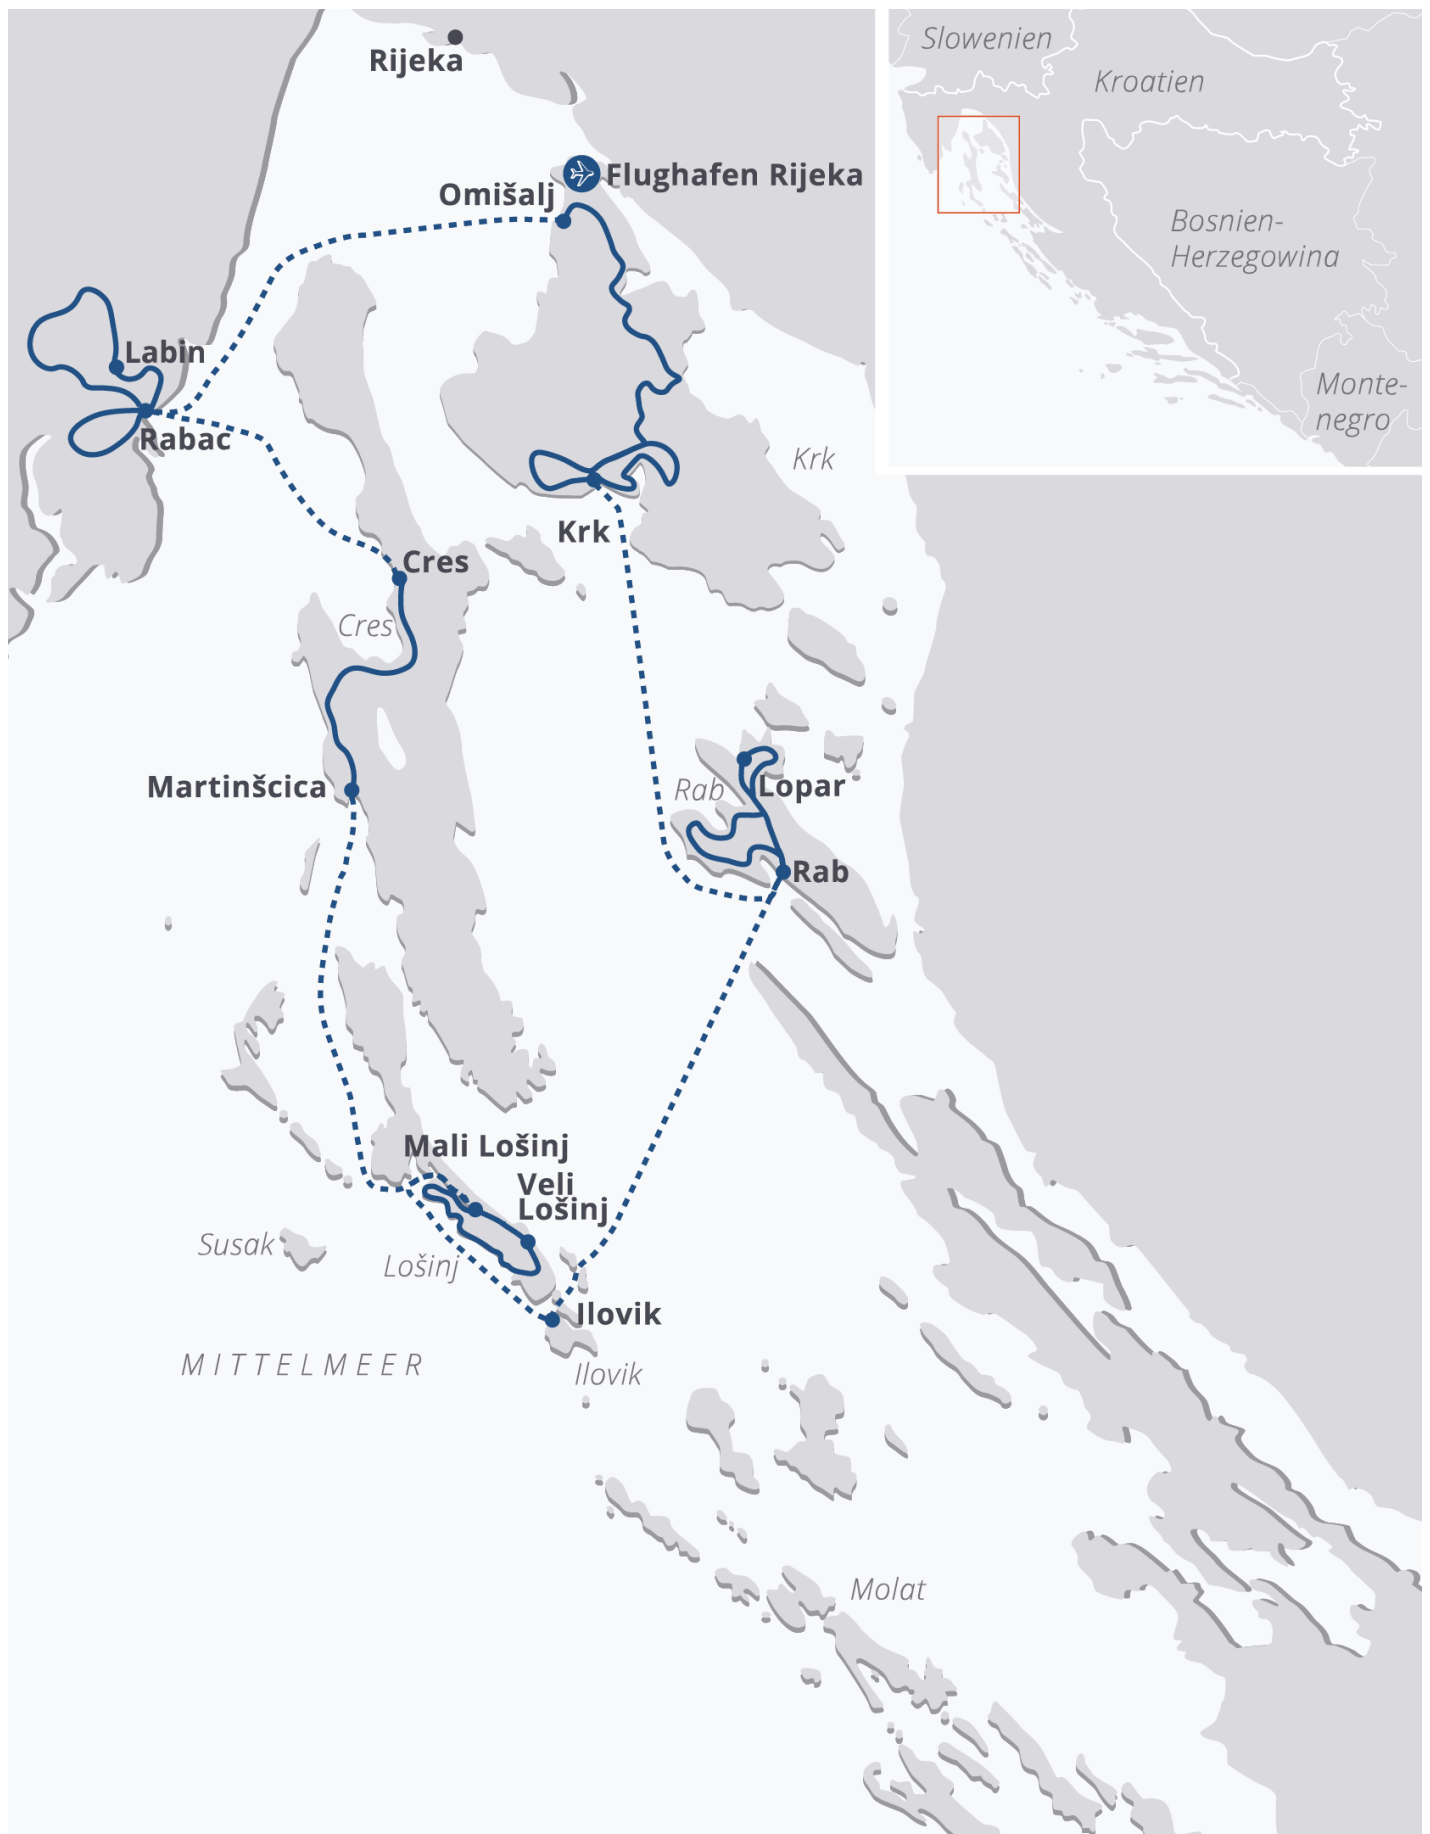 Rijeka
Slowenien
Kroatien
Flughafen Rijeka
Omišalj
Bosnien-
Herzegowina
Labin
Monte-
negro
Rabac
Krk
Krk
Cres
Cres
Martinšcica
Rab
Lopar
Rab
Mali Lošinj
Veli
Lošinj
Susak
Lošinj
Ilovik
MITTELMEER
Ilovik
Molat